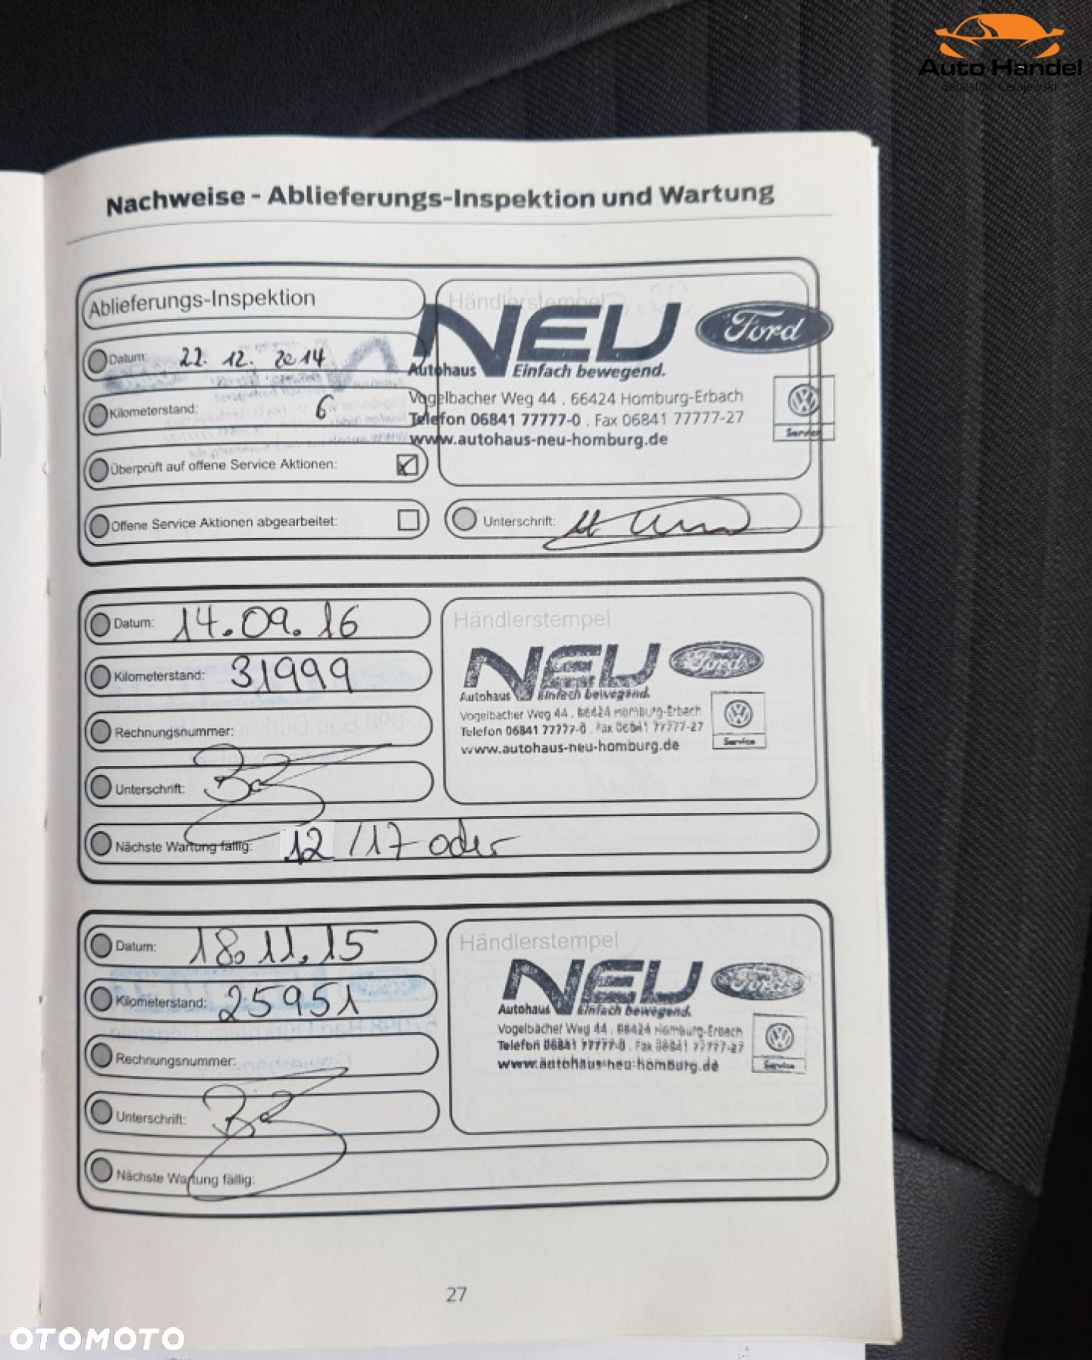 Auto Handel
Sebastian Cerajewski
Nachweise - Ablieferungs-Inspektion und Wartung
Ablieferungs-Inspektion
Händlerstempel
Datum: 22. 12. 2014
Kilometerstand: 6
Überprüft auf offene Service Aktionen:
Offene Service Aktionen abgearbeitet:
NEU Ford
Autohaus Einfach bewegend.
Vogelbacher Weg 44 . 66424 Homburg-Erbach
Telefon 06841 77777-0 . Fax 06841 77777-27
www.autohaus-neu-homburg.de
Service
Unterschrift:
Datum: 14.09.16
Kilometerstand: 31999
Rechnungsnummer:
Unterschrift:
Nächste Wartung fällig: 12/17 oder
Händlerstempel
NEU Ford
Autohaus Einfach bewegend.
Vogelbacher Weg 44 . 66424 Homburg-Erbach
Telefon 06841 77777-0 . Fax 06841 77777-27
www.autohaus-neu-homburg.de
Service
Datum: 18.11.15
Kilometerstand: 25951
Rechnungsnummer:
Unterschrift:
Nächste Wartung fällig:
Händlerstempel
NEU Ford
Autohaus Einfach bewegend.
Vogelbacher Weg 44 . 66424 Homburg-Erbach
Telefon 06841 77777-0 . Fax 06841 77777-27
www.autohaus-neu-homburg.de
Service
27
OTOMOTO